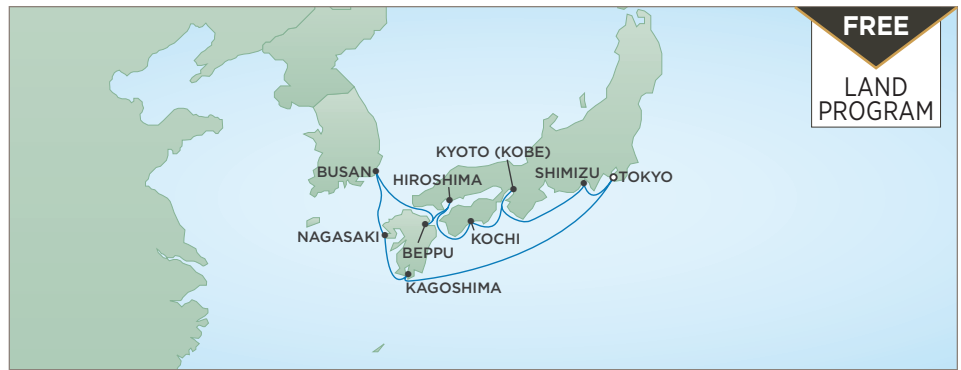 FREE
LAND
PROGRAM
KYOTO (KOBE)
BUSAN
HIROSHIMA
SHIMIZU
TOKYO
NAGASAKI
KOCHI
BEPPU
KAGOSHIMA